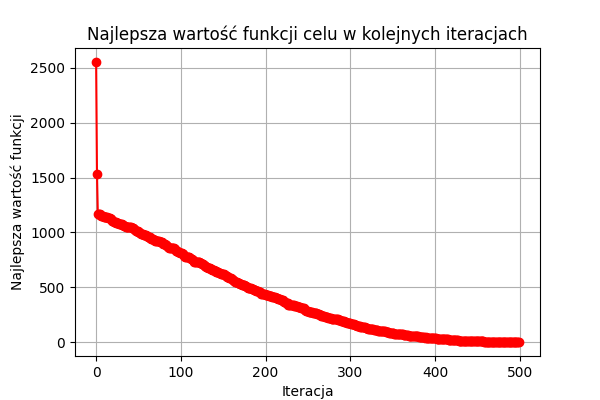 Najlepsza wartość funkcji celu w kolejnych iteracjach
Najlepsza wartość funkcji
2500
2000
1500
1000
500
0
0 100 200 300 400 500
Iteracja